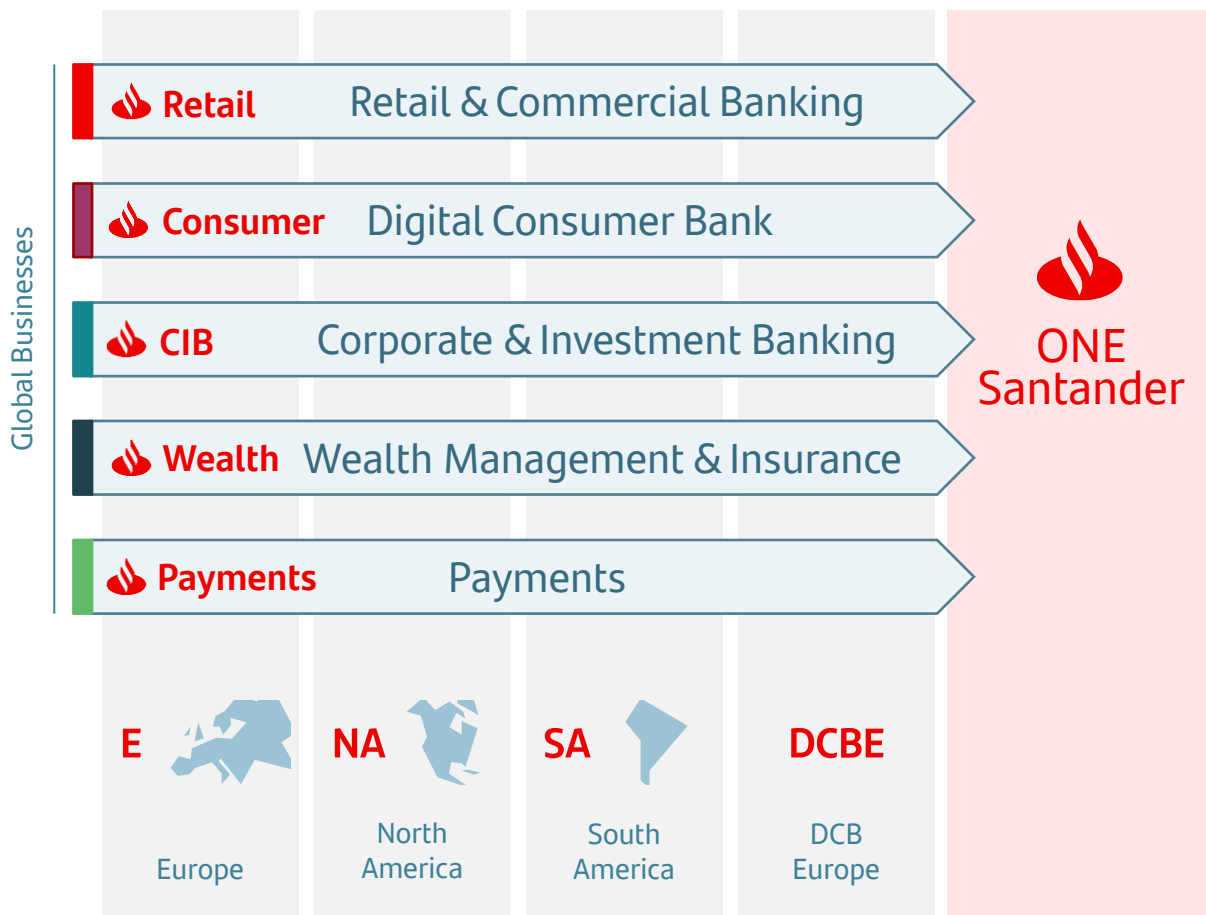 Global Businesses
Retail Retail & Commercial Banking
Consumer Digital Consumer Bank
CIB Corporate & Investment Banking
Wealth Wealth Management & Insurance
Payments Payments
ONE
Santander
E
Europe
NA
North
America
SA
South
America
DCBE
DCB
Europe